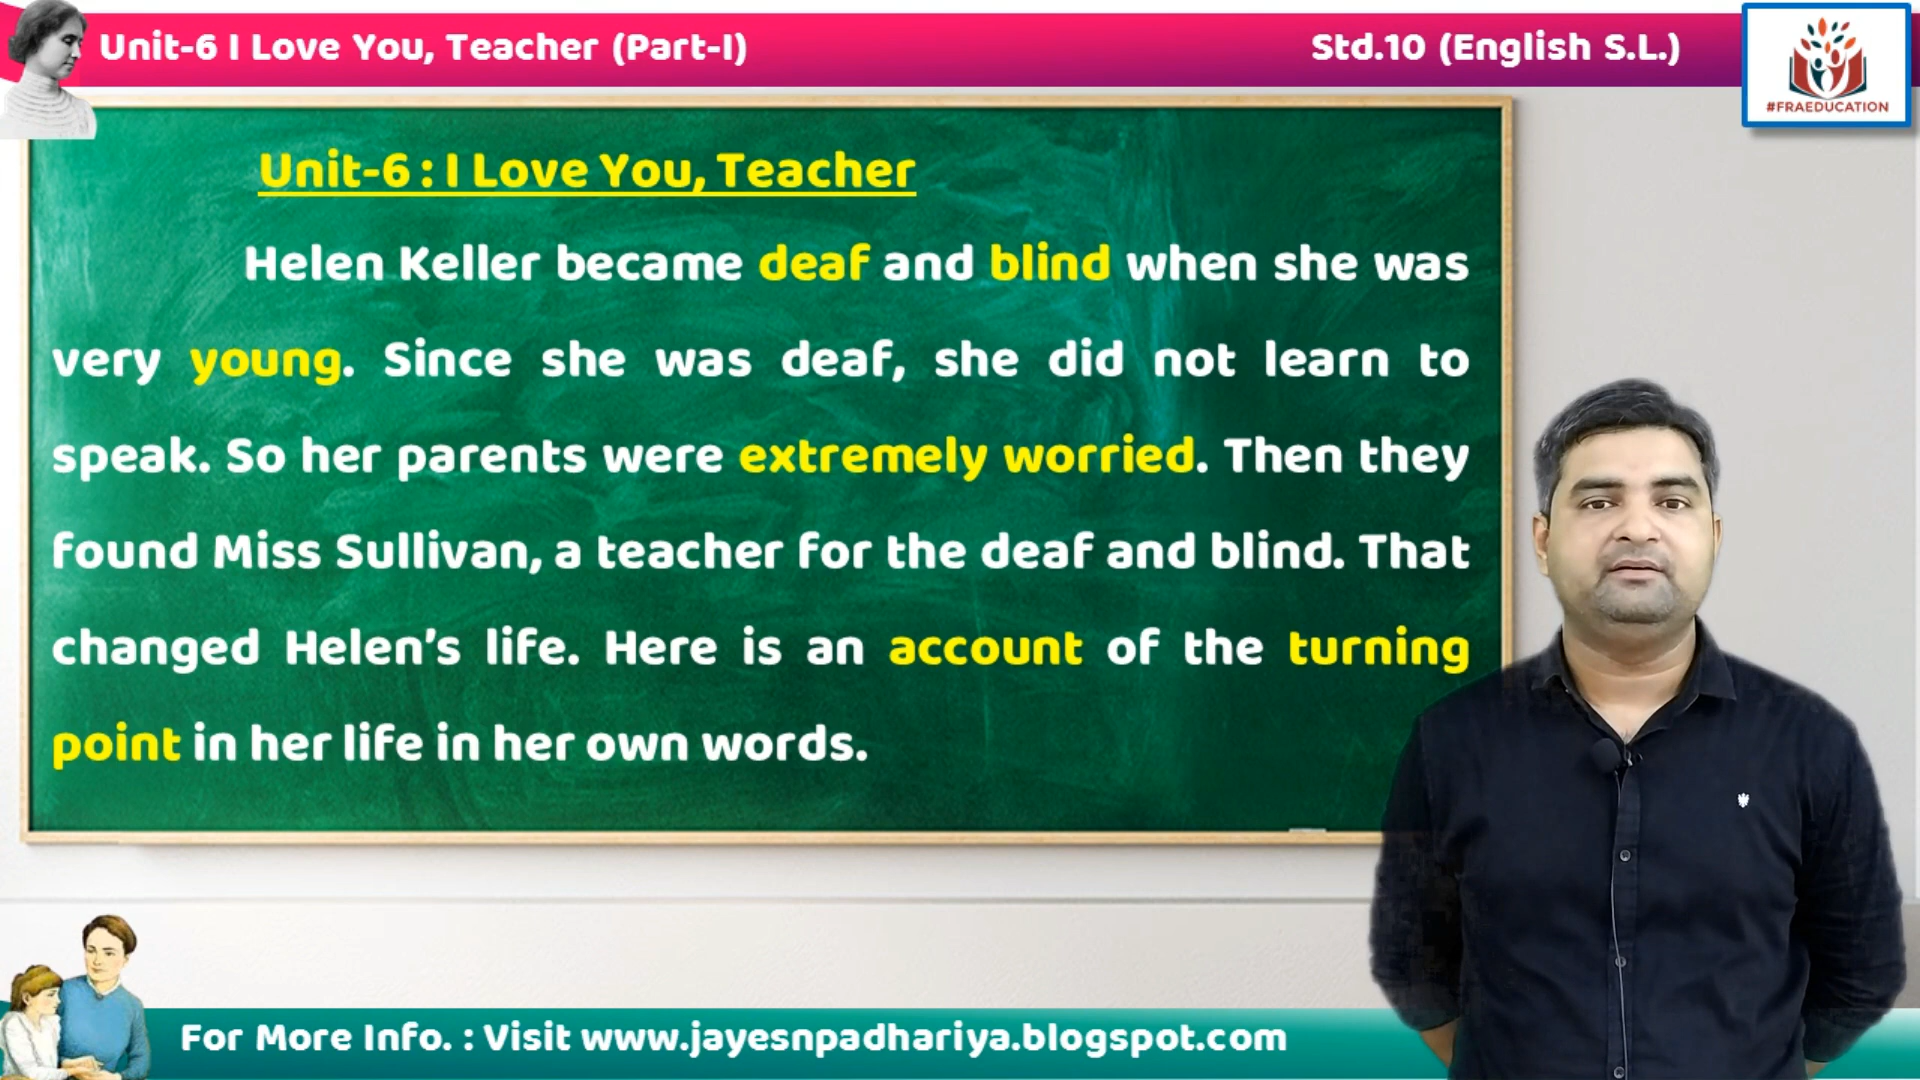 Unit-6 I Love You, Teacher (Part-I)
Std.10 (English S.L.)
#FRAEDUCATION
Unit-6 : I Love You, Teacher
Helen Keller became deaf and blind when she was
very young. Since she was deaf, she did not learn to
speak. So her parents were extremely worried. Then they
found Miss Sullivan, a teacher for the deaf and blind. That
changed Helen's life. Here is an account of the turning
point in her life in her own words.
For More Info. : Visit www.jayesnpadhariya.blogspot.com